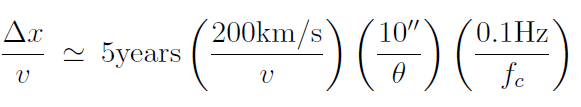 Δx/v ≃ 5years (200km/s / v) (10″ / θ) (0.1Hz / f_c)